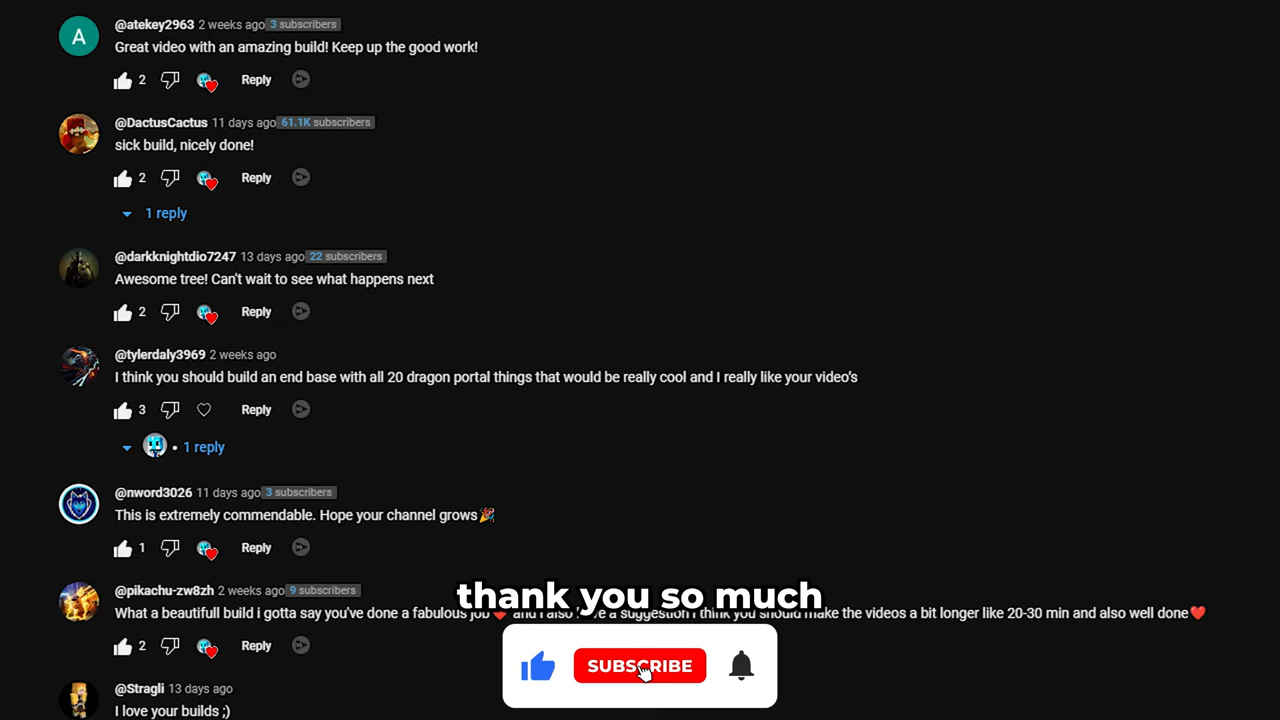 A
@atekey2963 2 weeks ago 3 subscribers
Great video with an amazing build! Keep up the good work!
2 Reply
@DactusCactus 11 days ago 61.1K subscribers
sick build, nicely done!
2 Reply
1 reply
@darkknightdio7247 13 days ago 22 subscribers
Awesome tree! Can't wait to see what happens next
2 Reply
@tylerdaly3969 2 weeks ago
I think you should build an end base with all 20 dragon portal things that would be really cool and I really like your video's
3 Reply
• 1 reply
@nword3026 11 days ago 3 subscribers
This is extremely commendable. Hope your channel grows🎉
1 Reply
@pikachu-zw8zh 2 weeks ago 9 subscribers
thank you so much
What a beautifull build i gotta say you've done a fabulous job❤️ and i also a suggestion i think you should make the videos a bit longer like 20-30 min and also well done❤️
2 Reply
SUBSCRIBE
@Stragli 13 days ago
I love your builds ;)